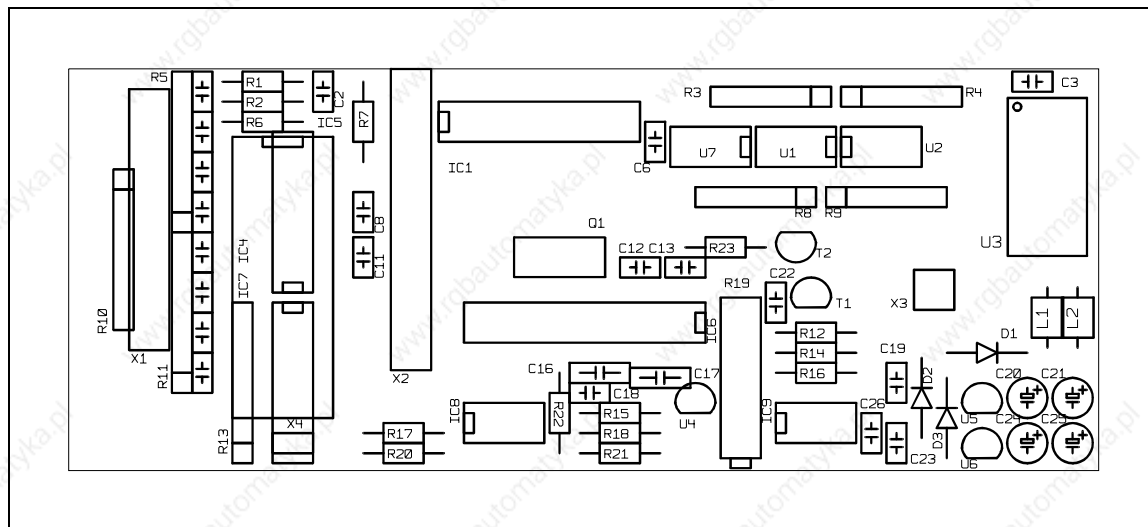 www.rgbautomatyka.pl
R5
R1
R2
R6
C2
IC5
R7
IC1
C6
R3
R4
U7
U1
U2
C3
U3
R8
R9
C8
C11
IC4
IC7
R10
X1
R11
R13
X4
X2
Q1
C12
C13
R23
T2
R19
C22
T1
X3
L1
L2
IC6
R12
R14
R16
D1
C16
C17
C18
C19
D2
C20
C21
IC8
R22
R15
R18
R21
U4
IC9
C26
D3
U5
C24
C25
R17
R20
C23
U6